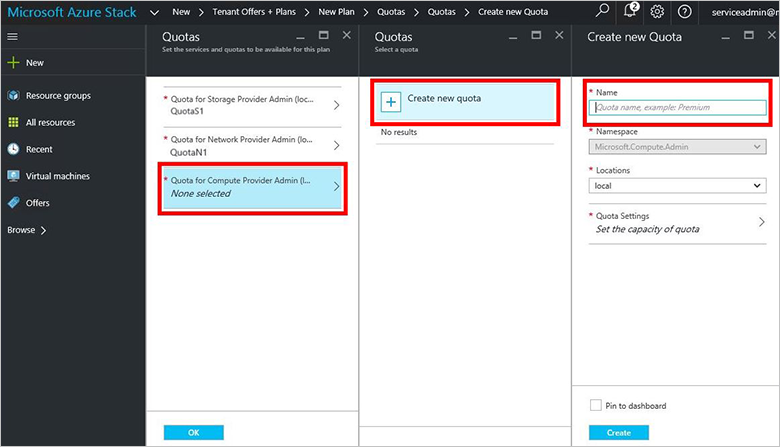 Microsoft Azure Stack
New > Tenant Offers + Plans > New Plan > Quotas > Quotas > Create new Quota
2
serviceadmin@
New
Resource groups
All resources
Recent
Virtual machines
Offers
Browse >
Quotas
Set the services and quotas to be available for this plan
* Quota for Storage Provider Admin (loc...
QuotaS1
* Quota for Network Provider Admin (lo...
QuotaN1
* Quota for Compute Provider Admin (l...
None selected
OK
Quotas
Select a quota
Create new quota
No results
Create new Quota
* Name
Quota name, example: Premium
* Namespace
Microsoft.Compute.Admin
* Locations
local
* Quota Settings
Set the capacity of quota
Pin to dashboard
Create